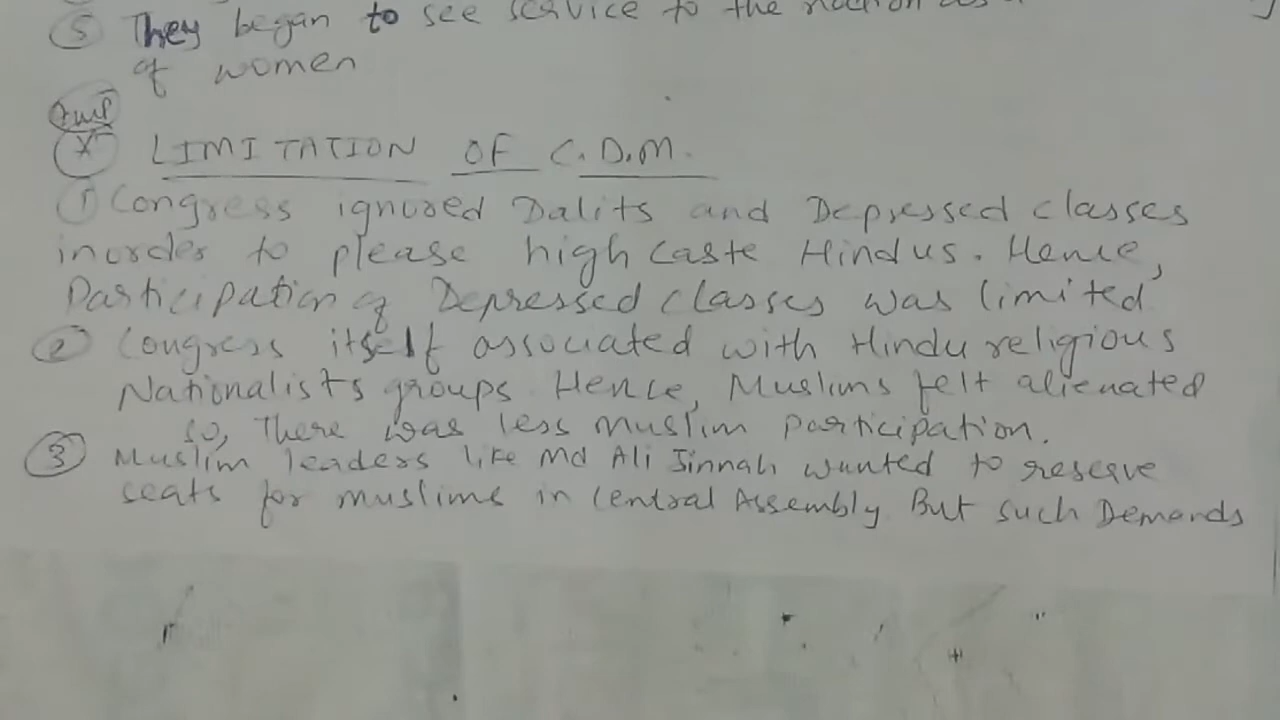 ⑤ They began to see service to the nation as a
of women
Imp
* LIMITATION OF C.D.M.
① Congress ignored Dalits and Depressed classes
inorder to please high caste Hindus. Hence,
Participation of Depressed classes was limited
② Congress itself associated with Hindu religious
Nationalists groups. Hence, Muslims felt alienated
so, There was less muslim participation.
③ Muslim leaders like Md Ali Jinnah wanted to reserve
seats for muslims in Central Assembly. But such Demands